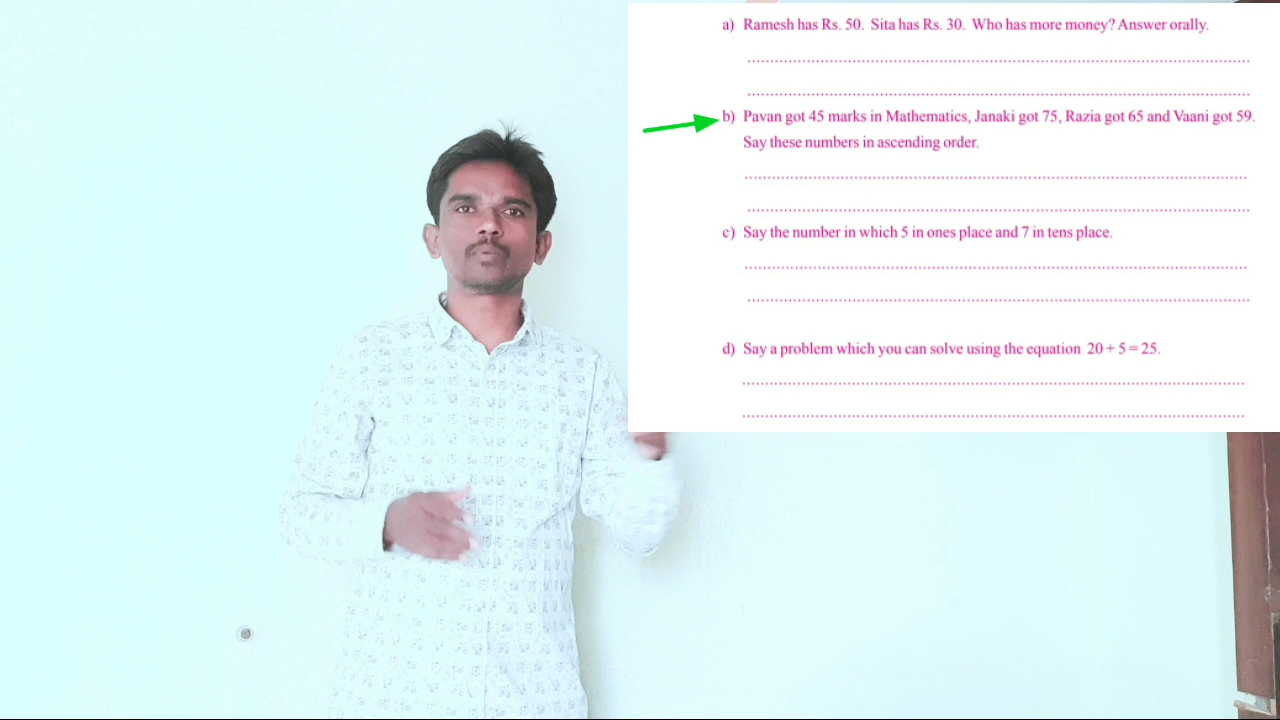 a) Ramesh has Rs. 50. Sita has Rs. 30. Who has more money? Answer orally.
b) Pavan got 45 marks in Mathematics, Janaki got 75, Razia got 65 and Vaani got 59.
Say these numbers in ascending order.
c) Say the number in which 5 in ones place and 7 in tens place.
d) Say a problem which you can solve using the equation 20 + 5 = 25.